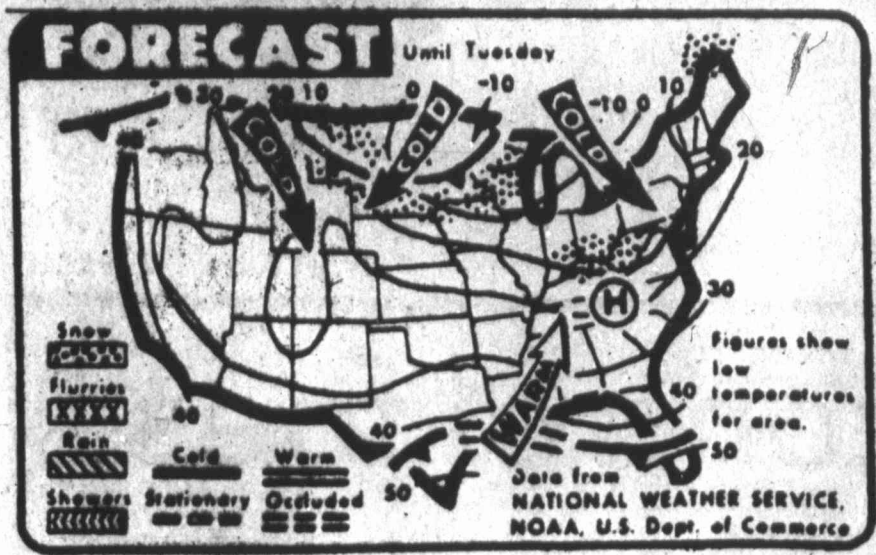 FORECAST
Until Tuesday
20 10 0 -10 -10 0 10
COLD
COLD
COLD
20
30
H
WARM
40
40
40
50
50
Figures show
low
temperatures
for area.
Snow
Flurries
Rain
Showers
Cold
Warm
Stationary
Occluded
Data from
NATIONAL WEATHER SERVICE,
NOAA, U.S. Dept. of Commerce